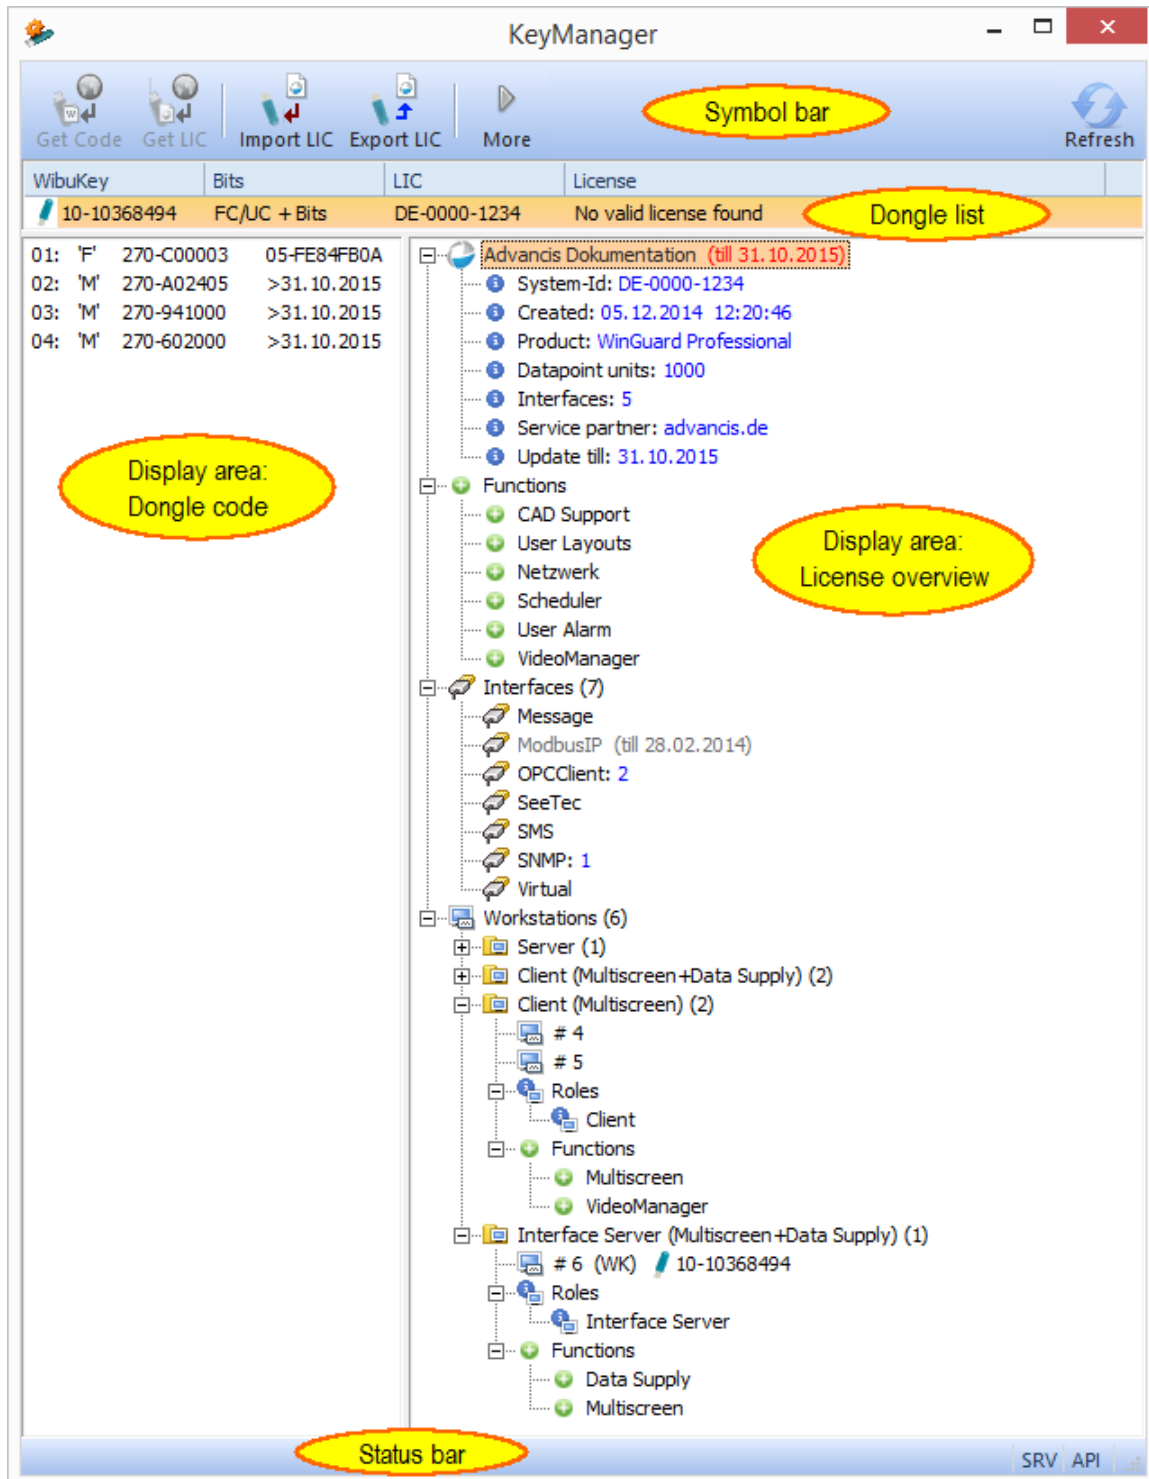 KeyManager
Get Code Get LIC Import LIC Export LIC More Symbol bar Refresh
WibuKey Bits LIC License
10-10368494 FC/UC + Bits DE-0000-1234 No valid license found Dongle list
01: 'F' 270-C00003 05-FE84FB0A
02: 'M' 270-A02405 >31.10.2015
03: 'M' 270-941000 >31.10.2015
04: 'M' 270-602000 >31.10.2015
Display area:
Dongle code
Advancis Dokumentation (till 31.10.2015)
System-Id: DE-0000-1234
Created: 05.12.2014 12:20:46
Product: WinGuard Professional
Datapoint units: 1000
Interfaces: 5
Service partner: advancis.de
Update till: 31.10.2015
Functions
CAD Support
User Layouts
Netzwerk
Scheduler
User Alarm
VideoManager
Display area:
License overview
Interfaces (7)
Message
ModbusIP (till 28.02.2014)
OPCClient: 2
SeeTec
SMS
SNMP: 1
Virtual
Workstations (6)
Server (1)
Client (Multiscreen+Data Supply) (2)
Client (Multiscreen) (2)
# 4
# 5
Roles
Client
Functions
Multiscreen
VideoManager
Interface Server (Multiscreen+Data Supply) (1)
# 6 (WK) 10-10368494
Roles
Interface Server
Functions
Data Supply
Multiscreen
Status bar
SRV API